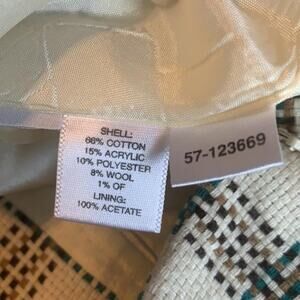 SHELL:
66% COTTON
15% ACRYLIC
10% POLYESTER
8% WOOL
1% OF
LINING:
100% ACETATE
57-123669